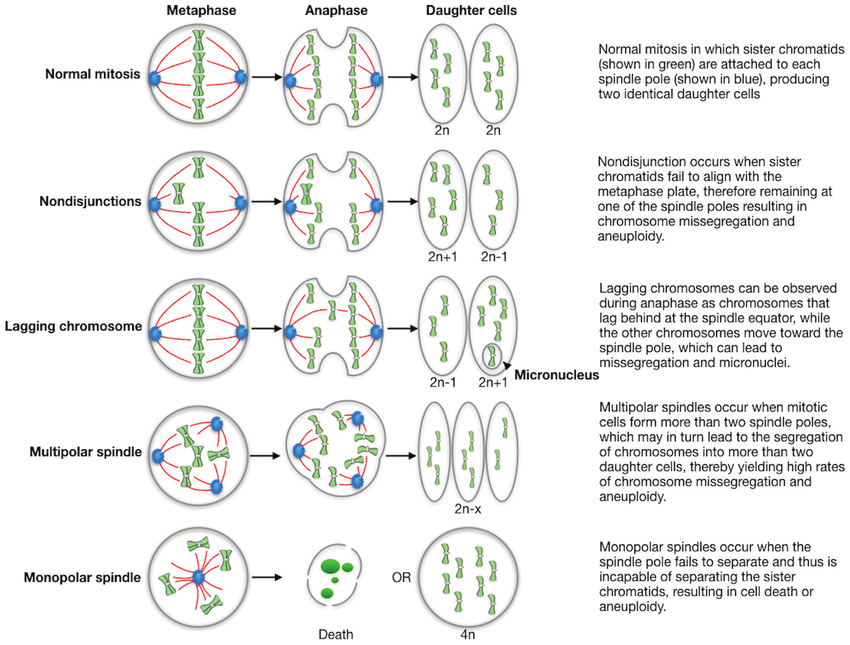 Metaphase Anaphase Daughter cells
Normal mitosis
2n 2n
Normal mitosis in which sister chromatids
(shown in green) are attached to each
spindle pole (shown in blue), producing
two identical daughter cells
Nondisjunctions
2n+1 2n-1
Nondisjunction occurs when sister
chromatids fail to align with the
metaphase plate, therefore remaining at
one of the spindle poles resulting in
chromosome missegregation and
aneuploidy.
Lagging chromosome
2n-1 2n+1
Micronucleus
Lagging chromosomes can be observed
during anaphase as chromosomes that
lag behind at the spindle equator, while
the other chromosomes move toward the
spindle pole, which can lead to
missegregation and micronuclei.
Multipolar spindle
2n-x
Multipolar spindles occur when mitotic
cells form more than two spindle poles,
which may in turn lead to the segregation
of chromosomes into more than two
daughter cells, thereby yielding high rates
of chromosome missegregation and
aneuploidy.
Monopolar spindle
OR
Death
4n
Monopolar spindles occur when the
spindle pole fails to separate and thus is
incapable of separating the sister
chromatids, resulting in cell death or
aneuploidy.